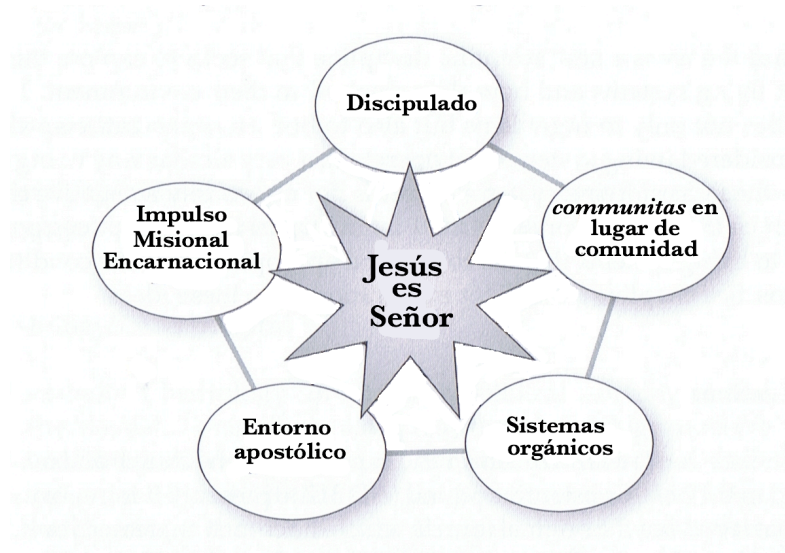 Discipulado
communitas en
lugar de
comunidad
Impulso
Misional
Encarnacional
Jesús
es
Señor
Entorno
apostólico
Sistemas
orgánicos